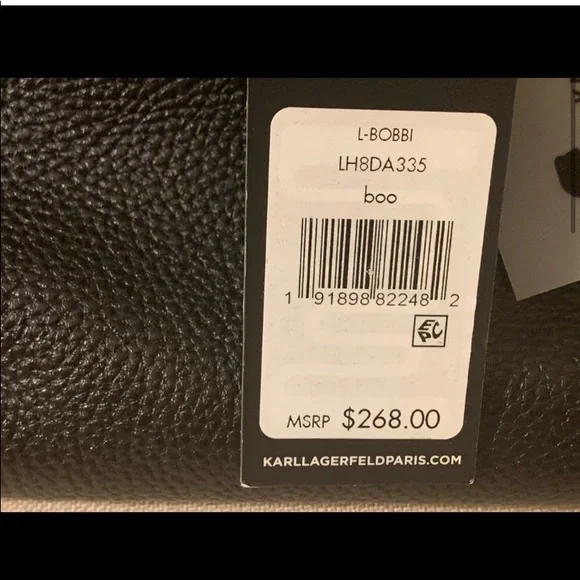 L-BOBBI
LH8DA335
boo
1 91898 82248 2
EPC
MSRP $268.00
KARLLAGERFELDPARIS.COM